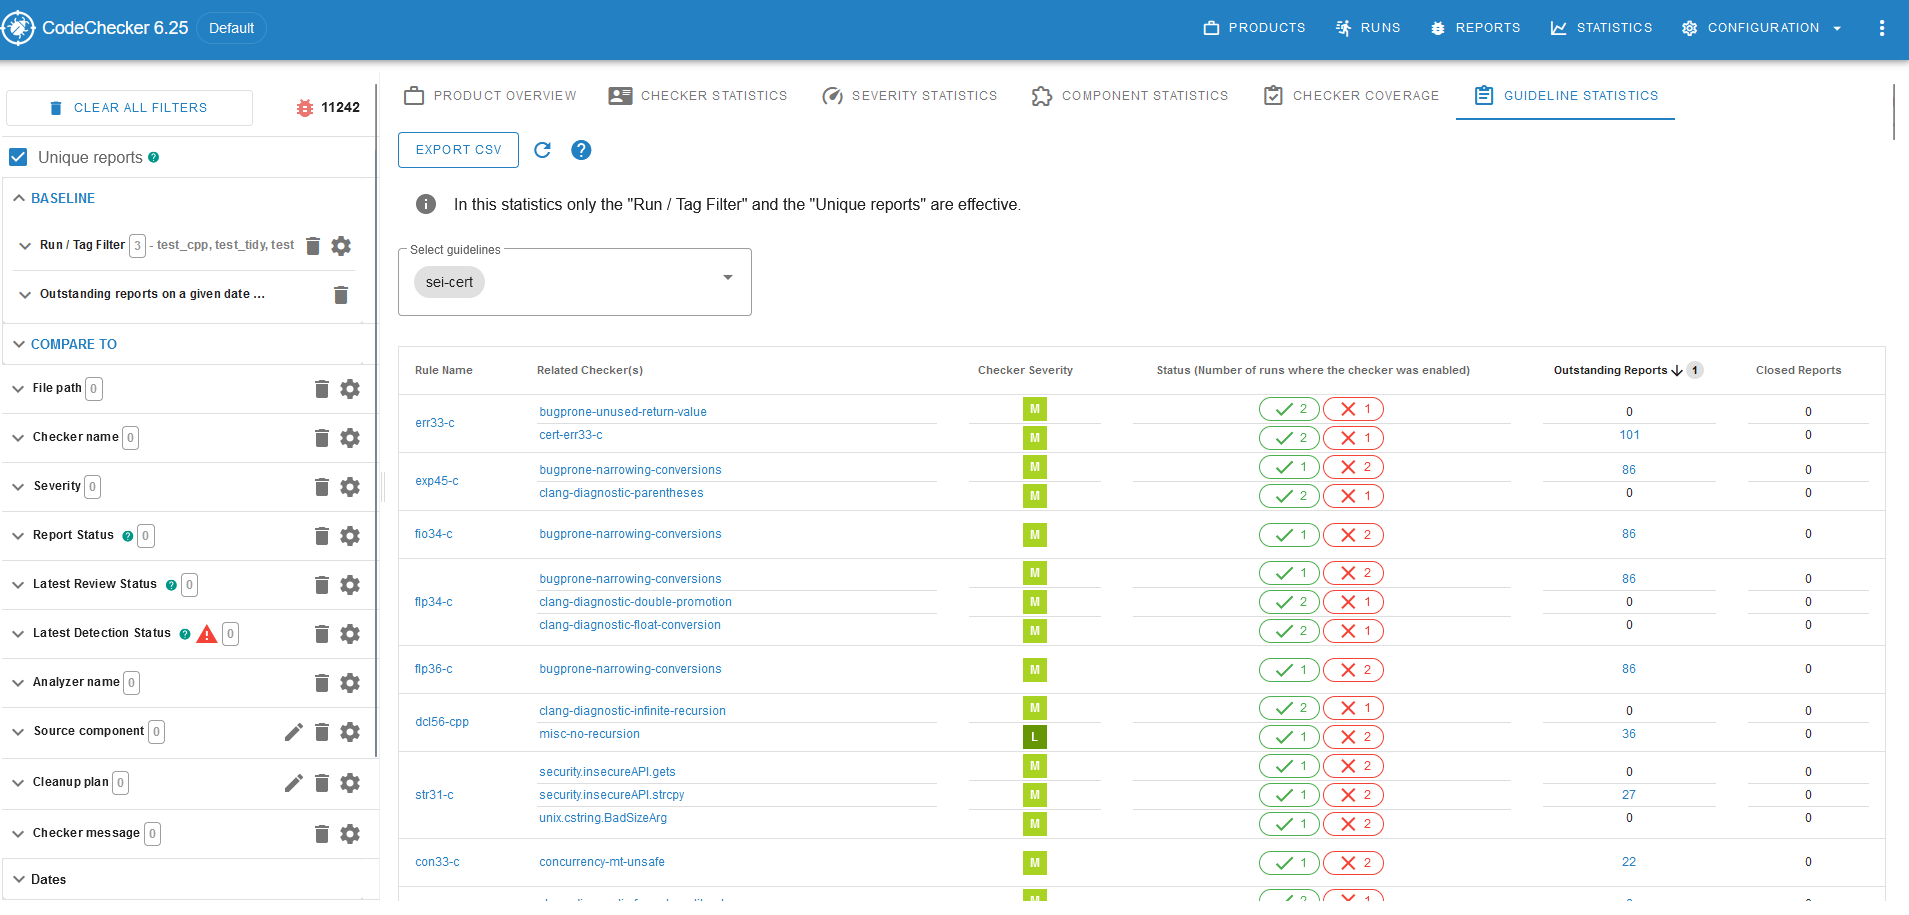 CodeChecker 6.25 Default PRODUCTS RUNS REPORTS STATISTICS CONFIGURATION
CLEAR ALL FILTERS 11242
Unique reports
BASELINE
Run / Tag Filter 3 - test_cpp, test_tidy, test
Outstanding reports on a given date ...
COMPARE TO
File path 0
Checker name 0
Severity 0
Report Status 0
Latest Review Status 0
Latest Detection Status 0
Analyzer name 0
Source component 0
Cleanup plan 0
Checker message 0
Dates
PRODUCT OVERVIEW CHECKER STATISTICS SEVERITY STATISTICS COMPONENT STATISTICS CHECKER COVERAGE GUIDELINE STATISTICS
EXPORT CSV
In this statistics only the "Run / Tag Filter" and the "Unique reports" are effective.
Select guidelines
sei-cert
Rule Name Related Checker(s) Checker Severity Status (Number of runs where the checker was enabled) Outstanding Reports 1 Closed Reports
err33-c
bugprone-unused-return-value M 2 1 0 0
cert-err33-c M 2 1 101 0
exp45-c
bugprone-narrowing-conversions M 1 2 86 0
clang-diagnostic-parentheses M 2 1 0 0
fio34-c bugprone-narrowing-conversions M 1 2 86 0
flp34-c
bugprone-narrowing-conversions M 1 2 86 0
clang-diagnostic-double-promotion M 2 1 0 0
clang-diagnostic-float-conversion M 2 1 0 0
flp36-c bugprone-narrowing-conversions M 1 2 86 0
dcl56-cpp
clang-diagnostic-infinite-recursion M 2 1 0 0
misc-no-recursion L 1 2 36 0
str31-c
security.insecureAPI.gets M 1 2 0 0
security.insecureAPI.strcpy M 1 2 27 0
unix.cstring.BadSizeArg M 1 2 0 0
con33-c concurrency-mt-unsafe M 1 2 22 0